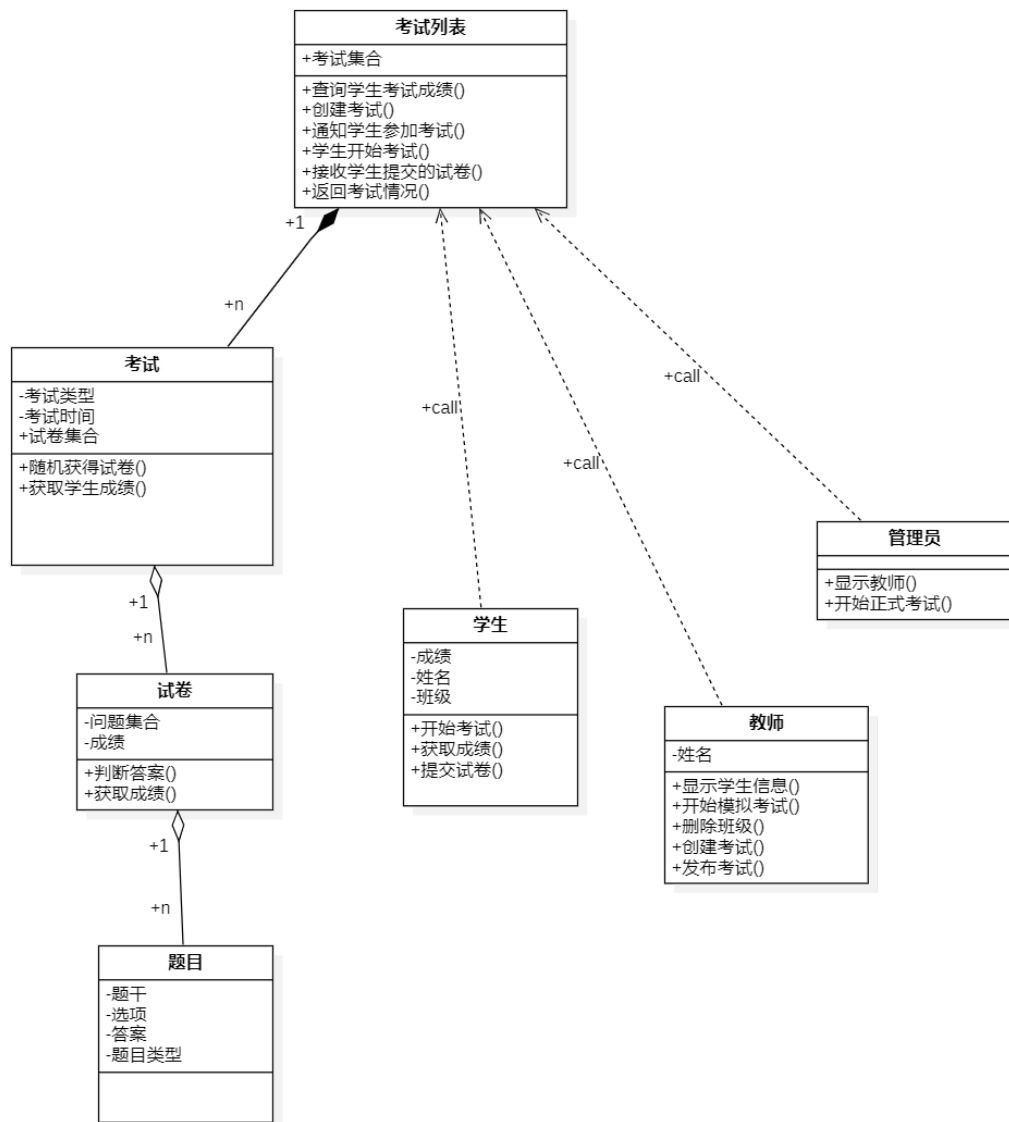 考试列表
+考试集合
+查询学生考试成绩()
+创建考试()
+通知学生参加考试()
+学生开始考试()
+接收学生提交的试卷()
+返回考试情况()
+1
+n
考试
-考试类型
-考试时间
+试卷集合
+随机获得试卷()
+获取学生成绩()
+call
+call
+call
管理员
+显示教师()
+开始正式考试()
+1
+n
学生
-成绩
-姓名
-班级
+开始考试()
+获取成绩()
+提交试卷()
试卷
-问题集合
-成绩
+判断答案()
+获取成绩()
教师
-姓名
+显示学生信息()
+开始模拟考试()
+删除班级()
+创建考试()
+发布考试()
+1
+n
题目
-题干
-选项
-答案
-题目类型